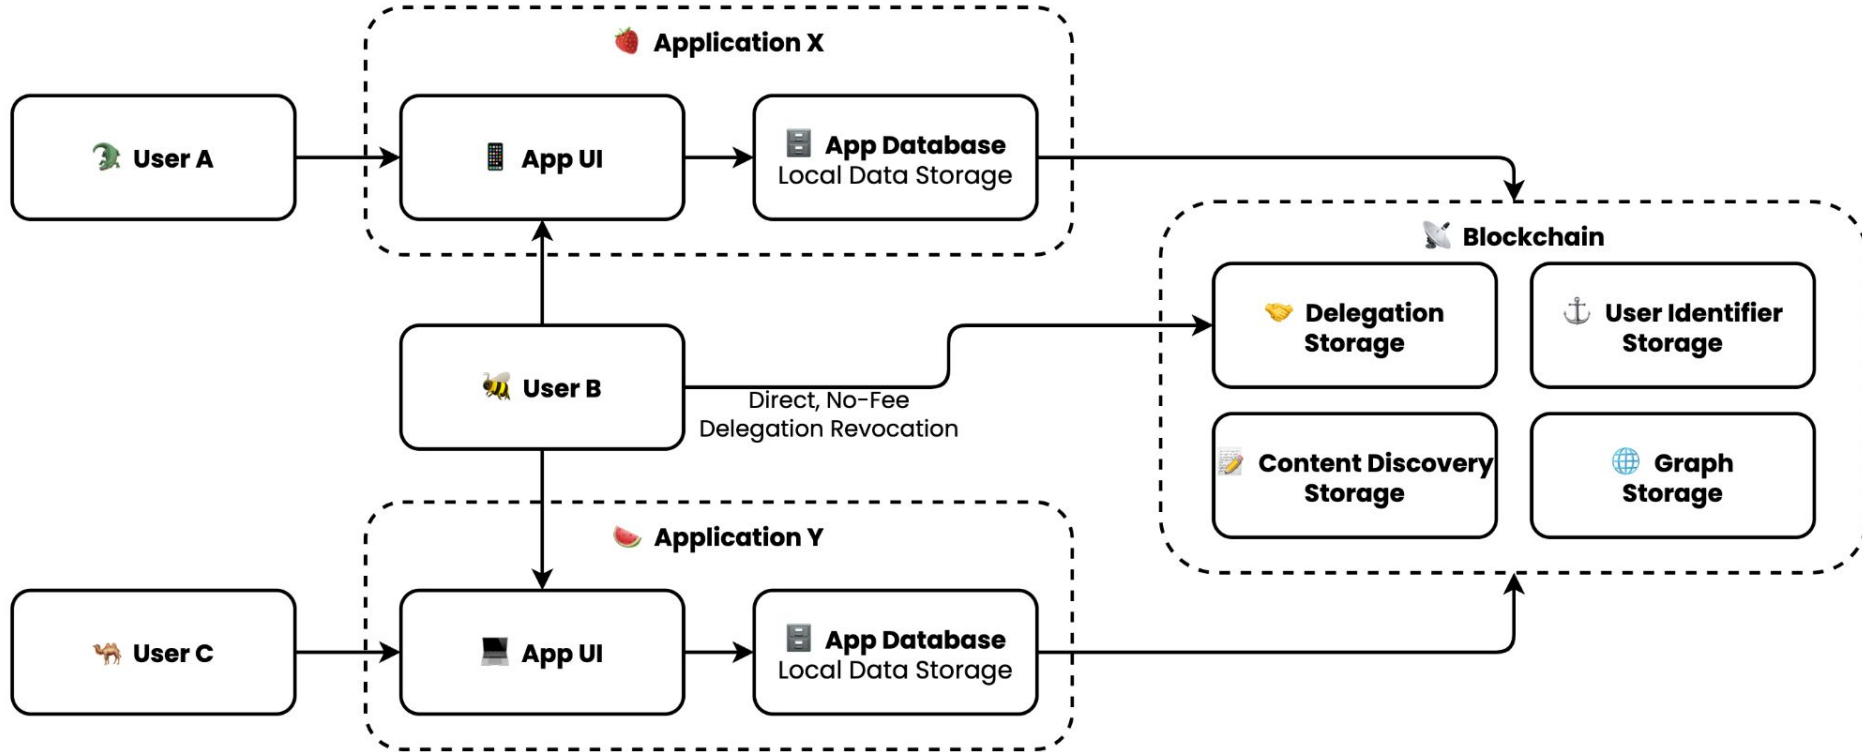 Application X
User A
App UI
App Database
Local Data Storage
Blockchain
Delegation
Storage
User Identifier
Storage
User B
Direct, No-Fee
Delegation Revocation
Content Discovery
Storage
Graph
Storage
Application Y
User C
App UI
App Database
Local Data Storage